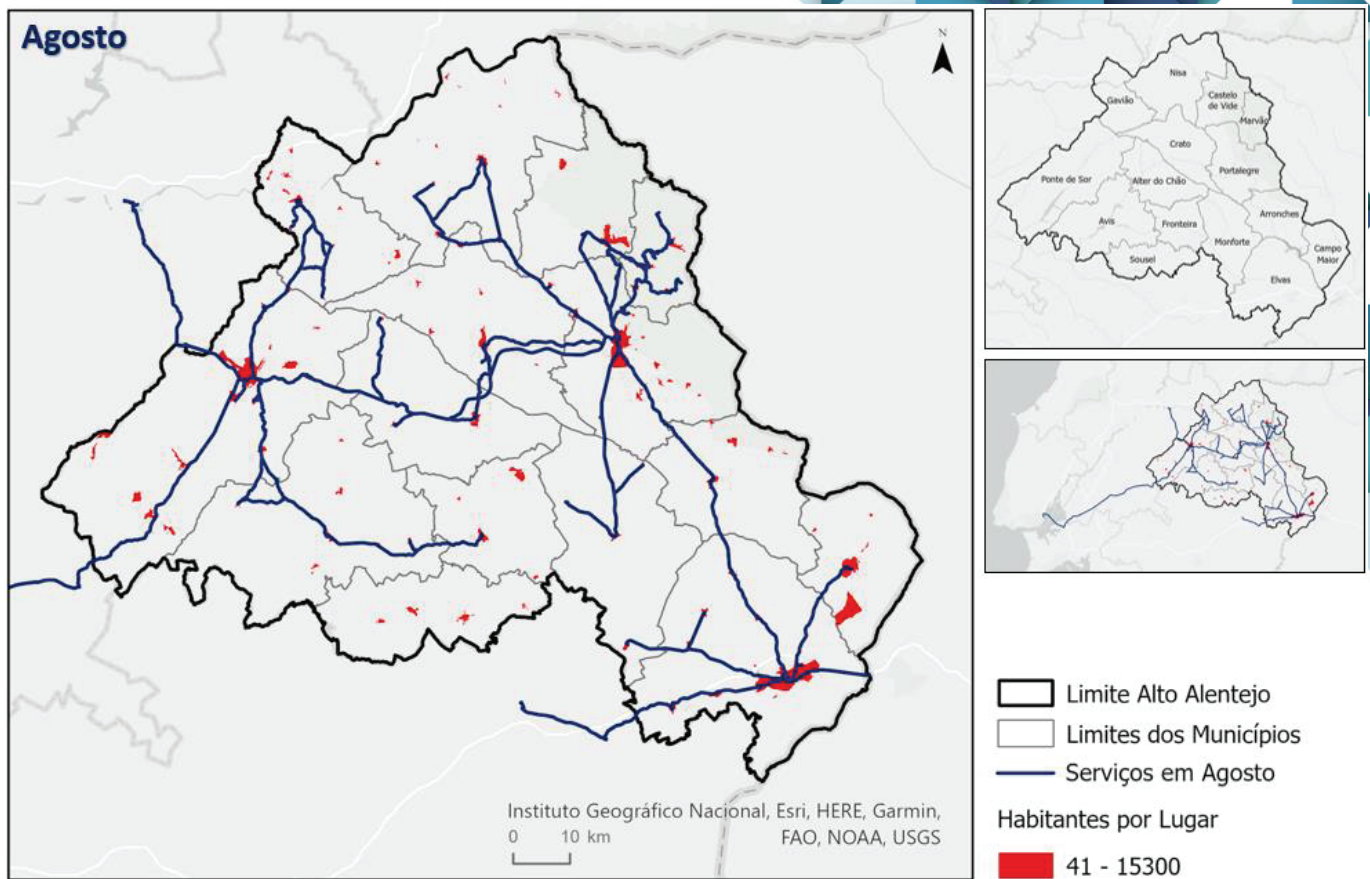 Agosto
N
Instituto Geográfico Nacional, Esri, HERE, Garmin,
FAO, NOAA, USGS
0 10 km
Nisa
Gavião
Castelo
de Vide
Marvão
Crato
Portalegre
Ponte de Sor
Alter do Chão
Arronches
Avis
Fronteira
Monforte
Campo
Maior
Sousel
Elvas
Limite Alto Alentejo
Limites dos Municípios
Serviços em Agosto
Habitantes por Lugar
41 - 15300